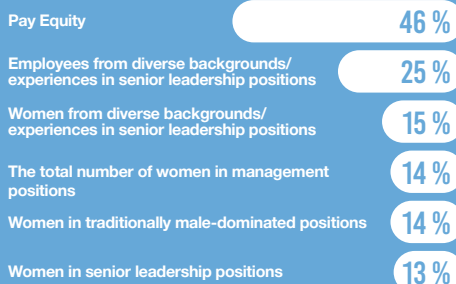 Pay Equity
46 %
Employees from diverse backgrounds/
experiences in senior leadership positions
25 %
Women from diverse backgrounds/
experiences in senior leadership positions
15 %
The total number of women in management
positions
14 %
Women in traditionally male-dominated positions
14 %
Women in senior leadership positions
13 %